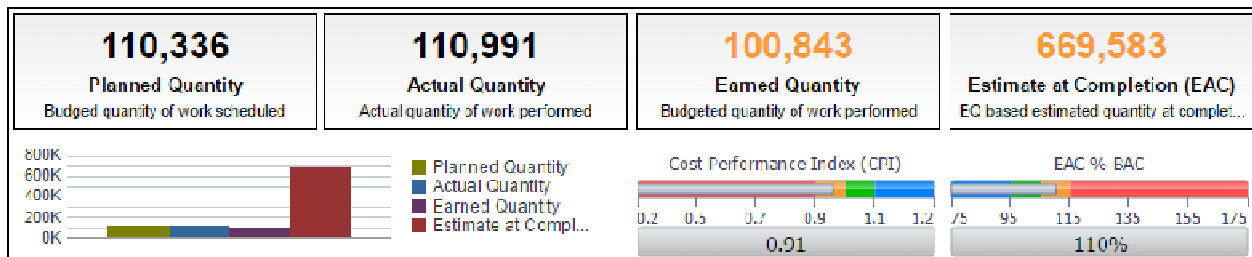 110,336
Planned Quantity
Budged quantity of work scheduled
110,991
Actual Quantity
Actual quantity of work performed
100,843
Earned Quantity
Budgeted quantity of work performed
669,583
Estimate at Completion (EAC)
EQ based estimated quantity at complet...
800K
600K
400K
200K
0K
Planned Quantity
Actual Quantity
Earned Quantity
Estimate at Compl...
Cost Performance Index (CPI)
0.2 0.5 0.7 0.9 1.1 1.2
0.91
EAC % BAC
75 95 115 135 155 175
110%